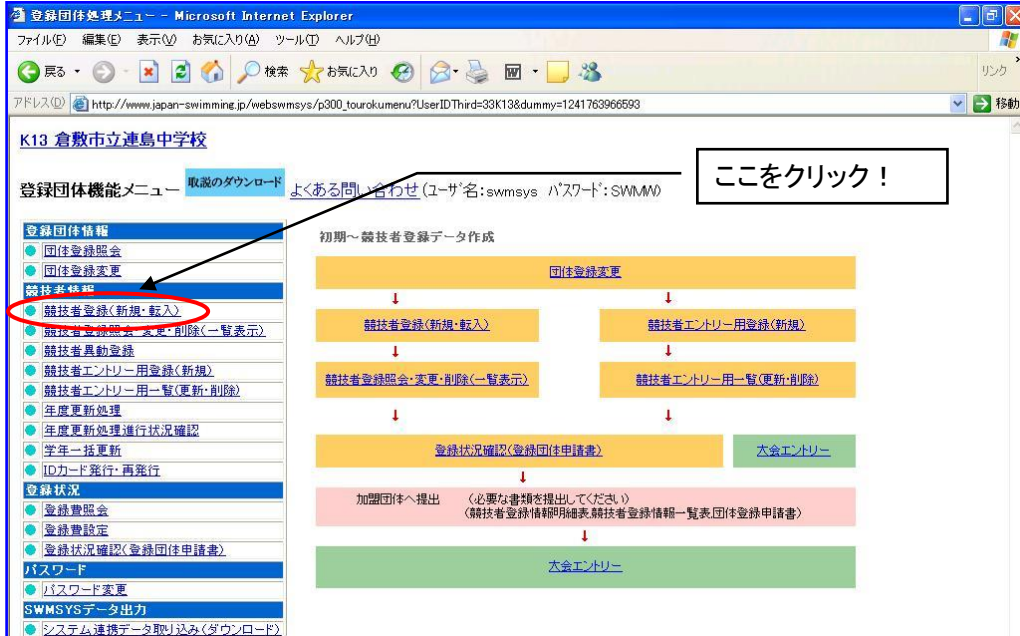 登録団体処理メニュー - Microsoft Internet Explorer
ファイル(F) 編集(E) 表示(V) お気に入り(A) ツール(T) ヘルプ(H)
戻る 検索 お気に入り リンク
アドレス(D) http://www.japan-swimming.jp/webswmsys/p300_tourokumenu?UserIDThird=33K13&dummy=1241763966593 移動
K13 倉敷市立連島中学校
ここをクリック！
登録団体機能メニュー 取説のダウンロード よくある問い合わせ(ユーザ名:swmsys パスワード:SWMW)
登録団体情報
団体登録照会
団体登録変更
競技者情報
競技者登録(新規・転入)
競技者登録照会・変更・削除(一覧表示)
競技者異動登録
競技者エントリー用登録(新規)
競技者エントリー用一覧(更新・削除)
年度更新処理
年度更新処理進行状況確認
学年一括更新
IDカード発行・再発行
登録状況
登録費照会
登録費設定
登録状況確認(登録団体申請書)
パスワード
パスワード変更
SWMSYSデータ出力
システム連携データ取り込み(ダウンロード)
初期～競技者登録データ作成
団体登録変更
↓ ↓
競技者登録(新規・転入) 競技者エントリー用登録(新規)
↓ ↓
競技者登録照会・変更・削除(一覧表示) 競技者エントリー用一覧(更新・削除)
↓ ↓
登録状況確認(登録団体申請書) 大会エントリー
↓
加盟団体へ提出 (必要な書類を提出してください)
(競技者登録情報明細表,競技者登録情報一覧表,団体登録申請書)
↓
大会エントリー